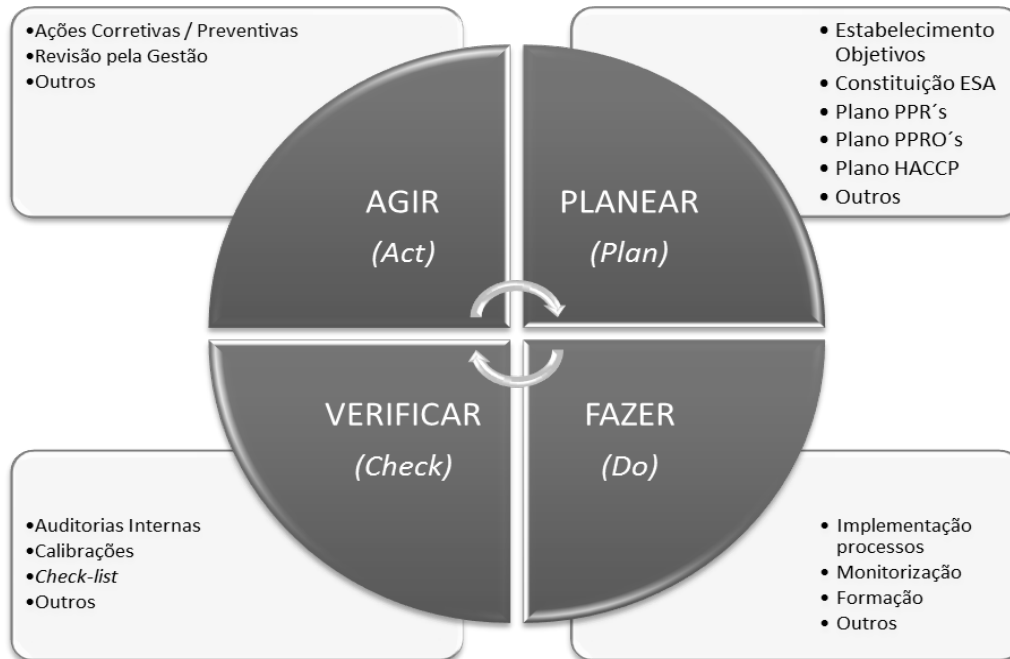 •Ações Corretivas / Preventivas
•Revisão pela Gestão
•Outros
• Estabelecimento
Objetivos
• Constituição ESA
• Plano PPR´s
• Plano PPRO´s
• Plano HACCP
• Outros
AGIR
(Act)
PLANEAR
(Plan)
VERIFICAR
(Check)
FAZER
(Do)
•Auditorias Internas
•Calibrações
•Check-list
•Outros
• Implementação
processos
• Monitorização
• Formação
• Outros